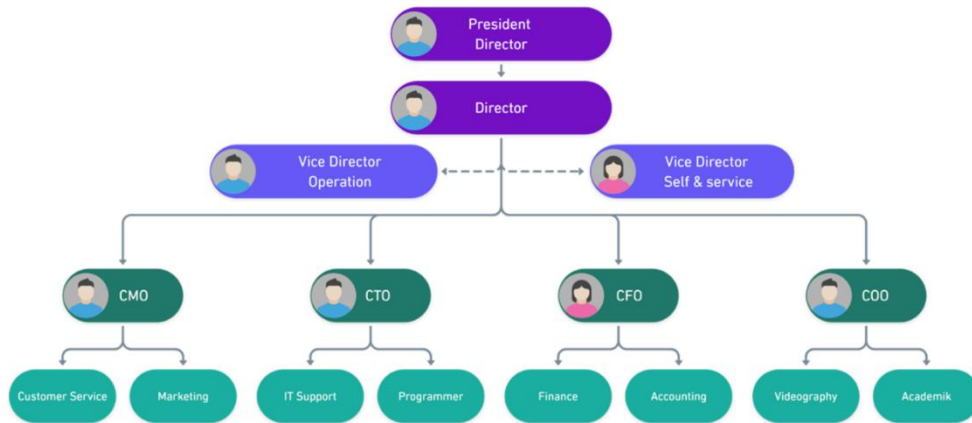 President
Director
Director
Vice Director
Operation
Vice Director
Self & service
CMO
CTO
CFO
COO
Customer Service
Marketing
IT Support
Programmer
Finance
Accounting
Videography
Academik